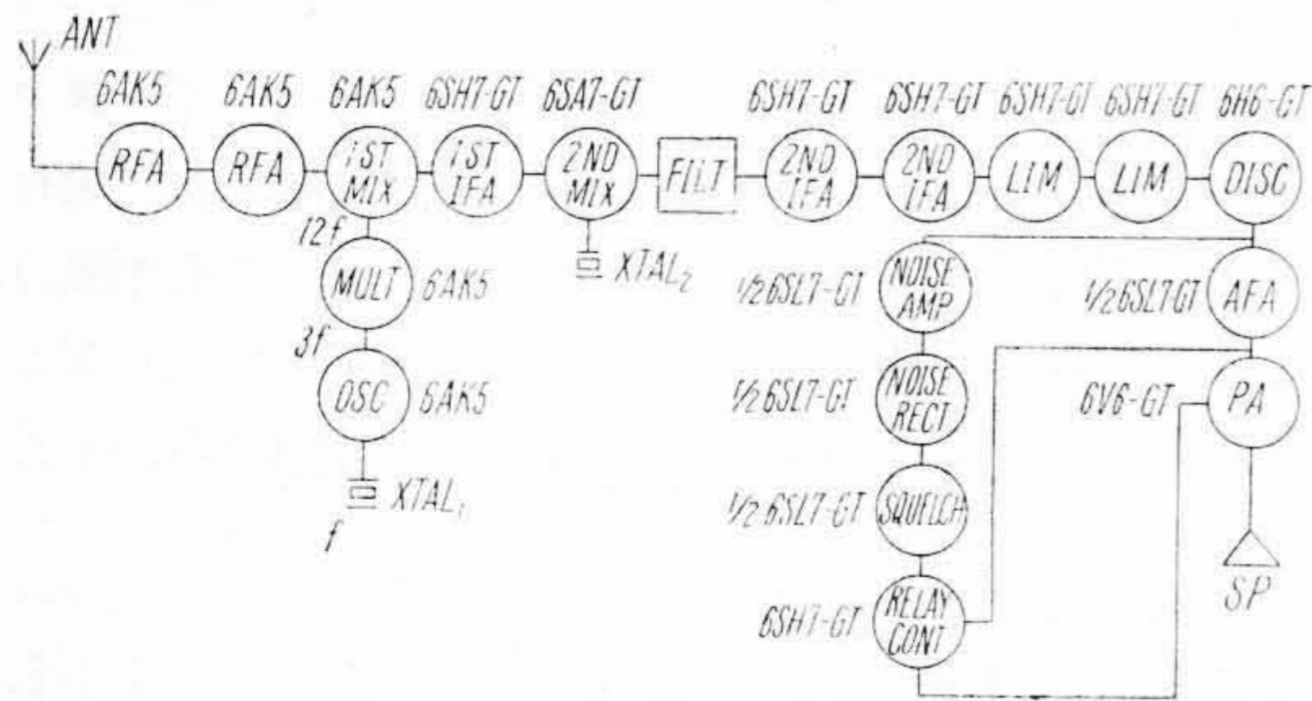 ANT
6AK5 6AK5 6AK5 6SH7-GT 6SA7-GT 6SH7-GT 6SH7-GT 6SH7-GT 6SH7-GT 6H6-GT
RFA RFA 1ST MIX 1ST IFA 2ND MIX FILT 2ND IFA 2ND IFA LIM LIM DISC
12f
MULT 6AK5
XTAL2
1/2 6SL7-GT NOISE AMP
1/2 6SL7-GT AFA
3f
OSC 6AK5
1/2 6SL7-GT NOISE RECT
6V6-GT PA
f XTAL1
1/2 6SL7-GT SQUELCH
SP
6SH7-GT RELAY CONT